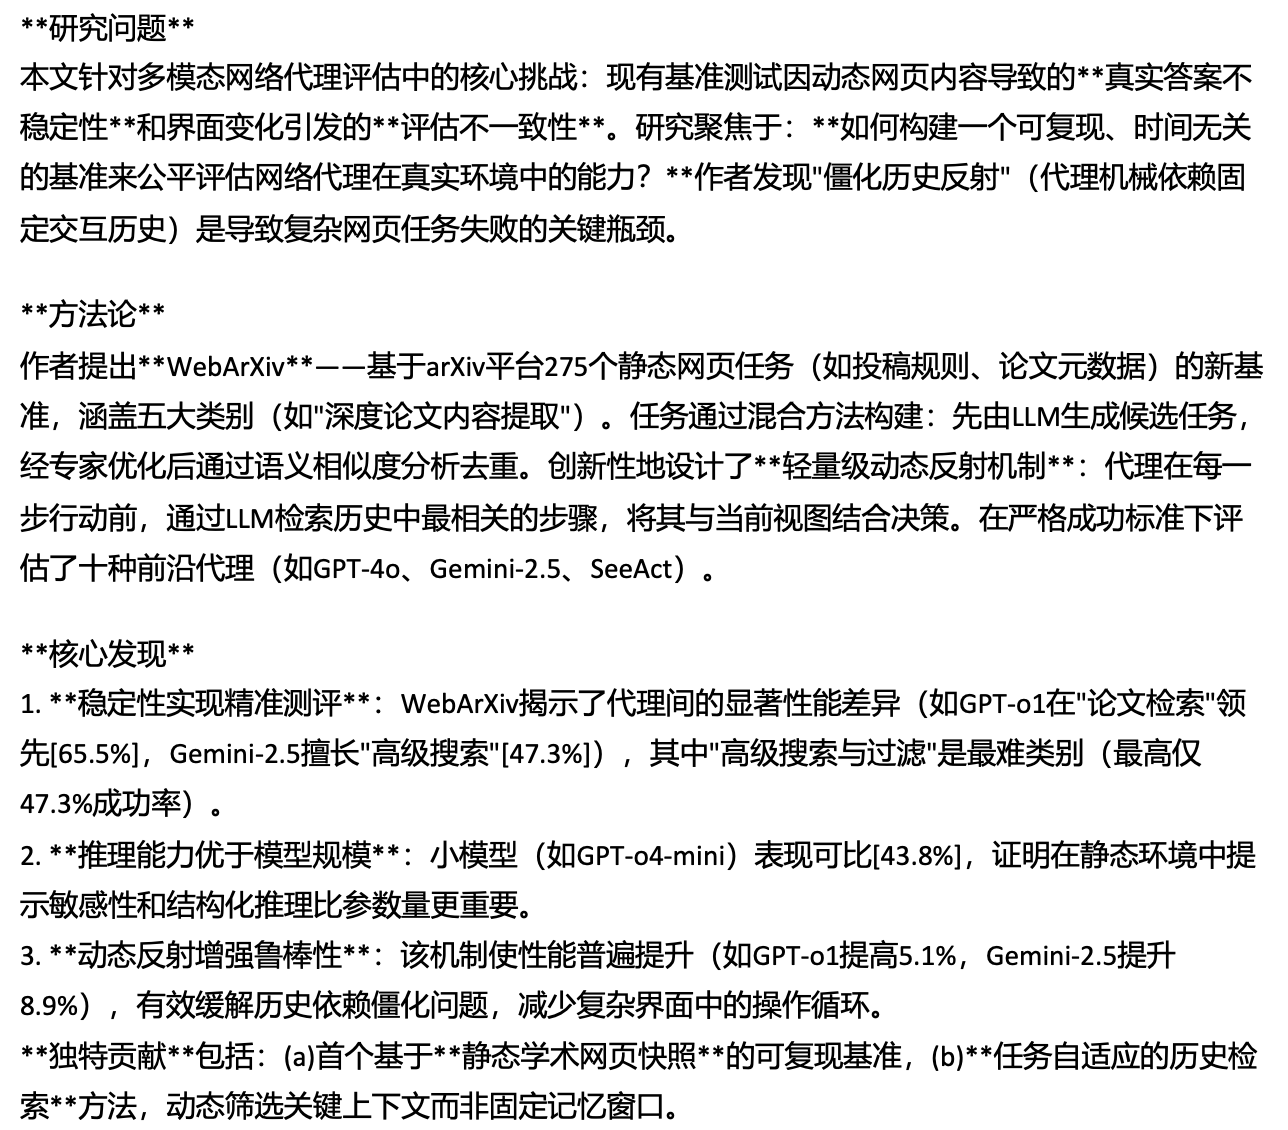 **研究问题**
本文针对多模态网络代理评估中的核心挑战：现有基准测试因动态网页内容导致的**真实答案不
稳定性**和界面变化引发的**评估不一致性**。研究聚焦于：**如何构建一个可复现、时间无关
的基准来公平评估网络代理在真实环境中的能力？**作者发现"僵化历史反射"（代理机械依赖固
定交互历史）是导致复杂网页任务失败的关键瓶颈。
**方法论**
作者提出**WebArXiv**——基于arXiv平台275个静态网页任务（如投稿规则、论文元数据）的新基
准，涵盖五大类别（如"深度论文内容提取"）。任务通过混合方法构建：先由LLM生成候选任务，
经专家优化后通过语义相似度分析去重。创新性地设计了**轻量级动态反射机制**：代理在每一
步行动前，通过LLM检索历史中最相关的步骤，将其与当前视图结合决策。在严格成功标准下评
估了十种前沿代理（如GPT-4o、Gemini-2.5、SeeAct）。
**核心发现**
1. **稳定性实现精准测评**：WebArXiv揭示了代理间的显著性能差异（如GPT-o1在"论文检索"领
先[65.5%]，Gemini-2.5擅长"高级搜索"[47.3%]），其中"高级搜索与过滤"是最难类别（最高仅
47.3%成功率）。
2. **推理能力优于模型规模**：小模型（如GPT-o4-mini）表现可比[43.8%]，证明在静态环境中提
示敏感性和结构化推理比参数量更重要。
3. **动态反射增强鲁棒性**：该机制使性能普遍提升（如GPT-o1提高5.1%，Gemini-2.5提升
8.9%），有效缓解历史依赖僵化问题，减少复杂界面中的操作循环。
**独特贡献**包括：(a)首个基于**静态学术网页快照**的可复现基准，(b)**任务自适应的历史检
索**方法，动态筛选关键上下文而非固定记忆窗口。